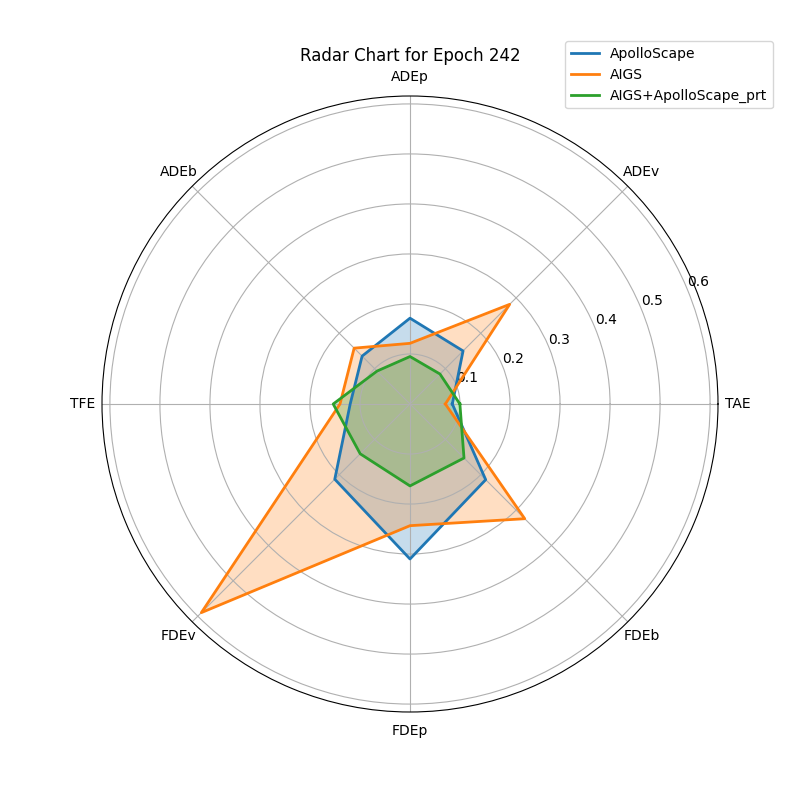 Radar Chart for Epoch 242
ApolloScape
AIGS
AIGS+ApolloScape_prt
ADEp
ADEb
ADEv
0.6
0.5
0.4
0.3
0.2
0.1
TFE
TAE
FDEv
FDEb
FDEp